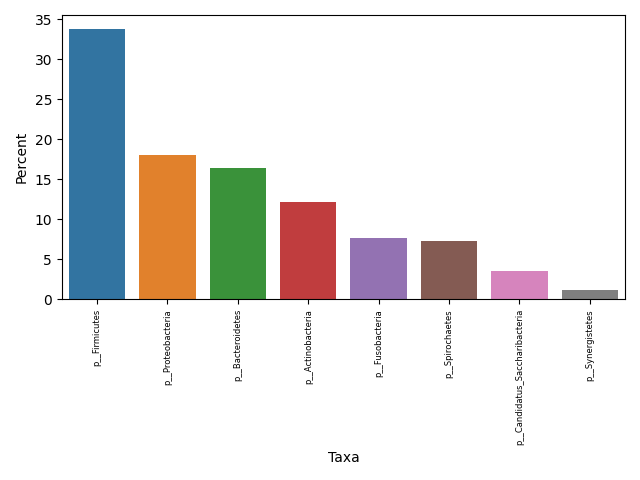 35
30
25
20
15
10
5
0
Percent
p__Firmicutes
p__Proteobacteria
p__Bacteroidetes
p__Actinobacteria
p__Fusobacteria
p__Spirochaetes
p__Candidatus_Saccharibacteria
p__Synergistetes
Taxa